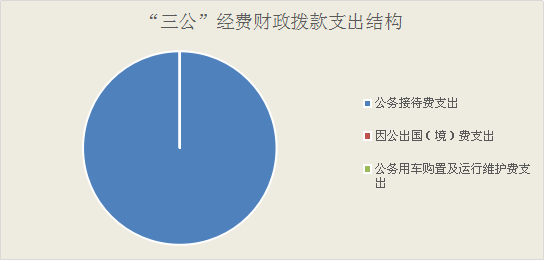 “三公”经费财政拨款支出结构
公务接待费支出
因公出国（境）费支出
公务用车购置及运行维护费支
出